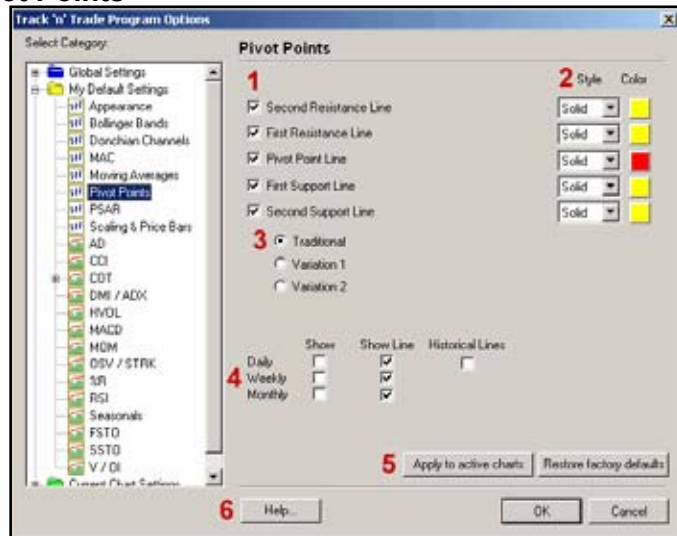 Track 'n' Trade Program Options
Select Category:
Global Settings
My Default Settings
Appearance
Bollinger Bands
Donchian Channels
MAC
Moving Averages
Pivot Points
PSAR
Scaling & Price Bars
AD
CCI
COT
DMI / ADX
HVOL
MACD
MOM
OSV / STRK
%R
RSI
Seasonals
FSTO
SSTO
V / OI
Current Chart Settings
Pivot Points
1
2 Style Color
Second Resistance Line Solid
First Resistance Line Solid
Pivot Point Line Solid
First Support Line Solid
Second Support Line Solid
3 Traditional
Variation 1
Variation 2
Show Show Line Historical Lines
Daily
4 Weekly
Monthly
5 Apply to active charts Restore factory defaults
6 Help... OK Cancel